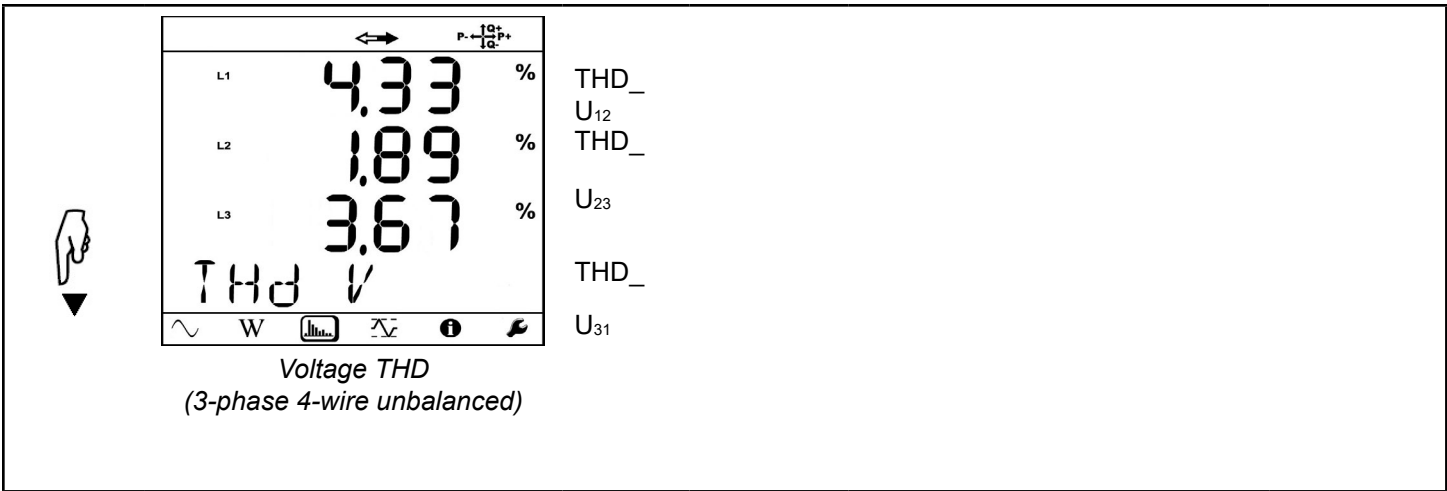 P- Q+ P+
Q-
L1 4.33 %
L2 1.89 %
L3 3.67 %
THd V
W
Voltage THD
(3-phase 4-wire unbalanced)
THD_
U₁₂
THD_
U₂₃
THD_
U₃₁